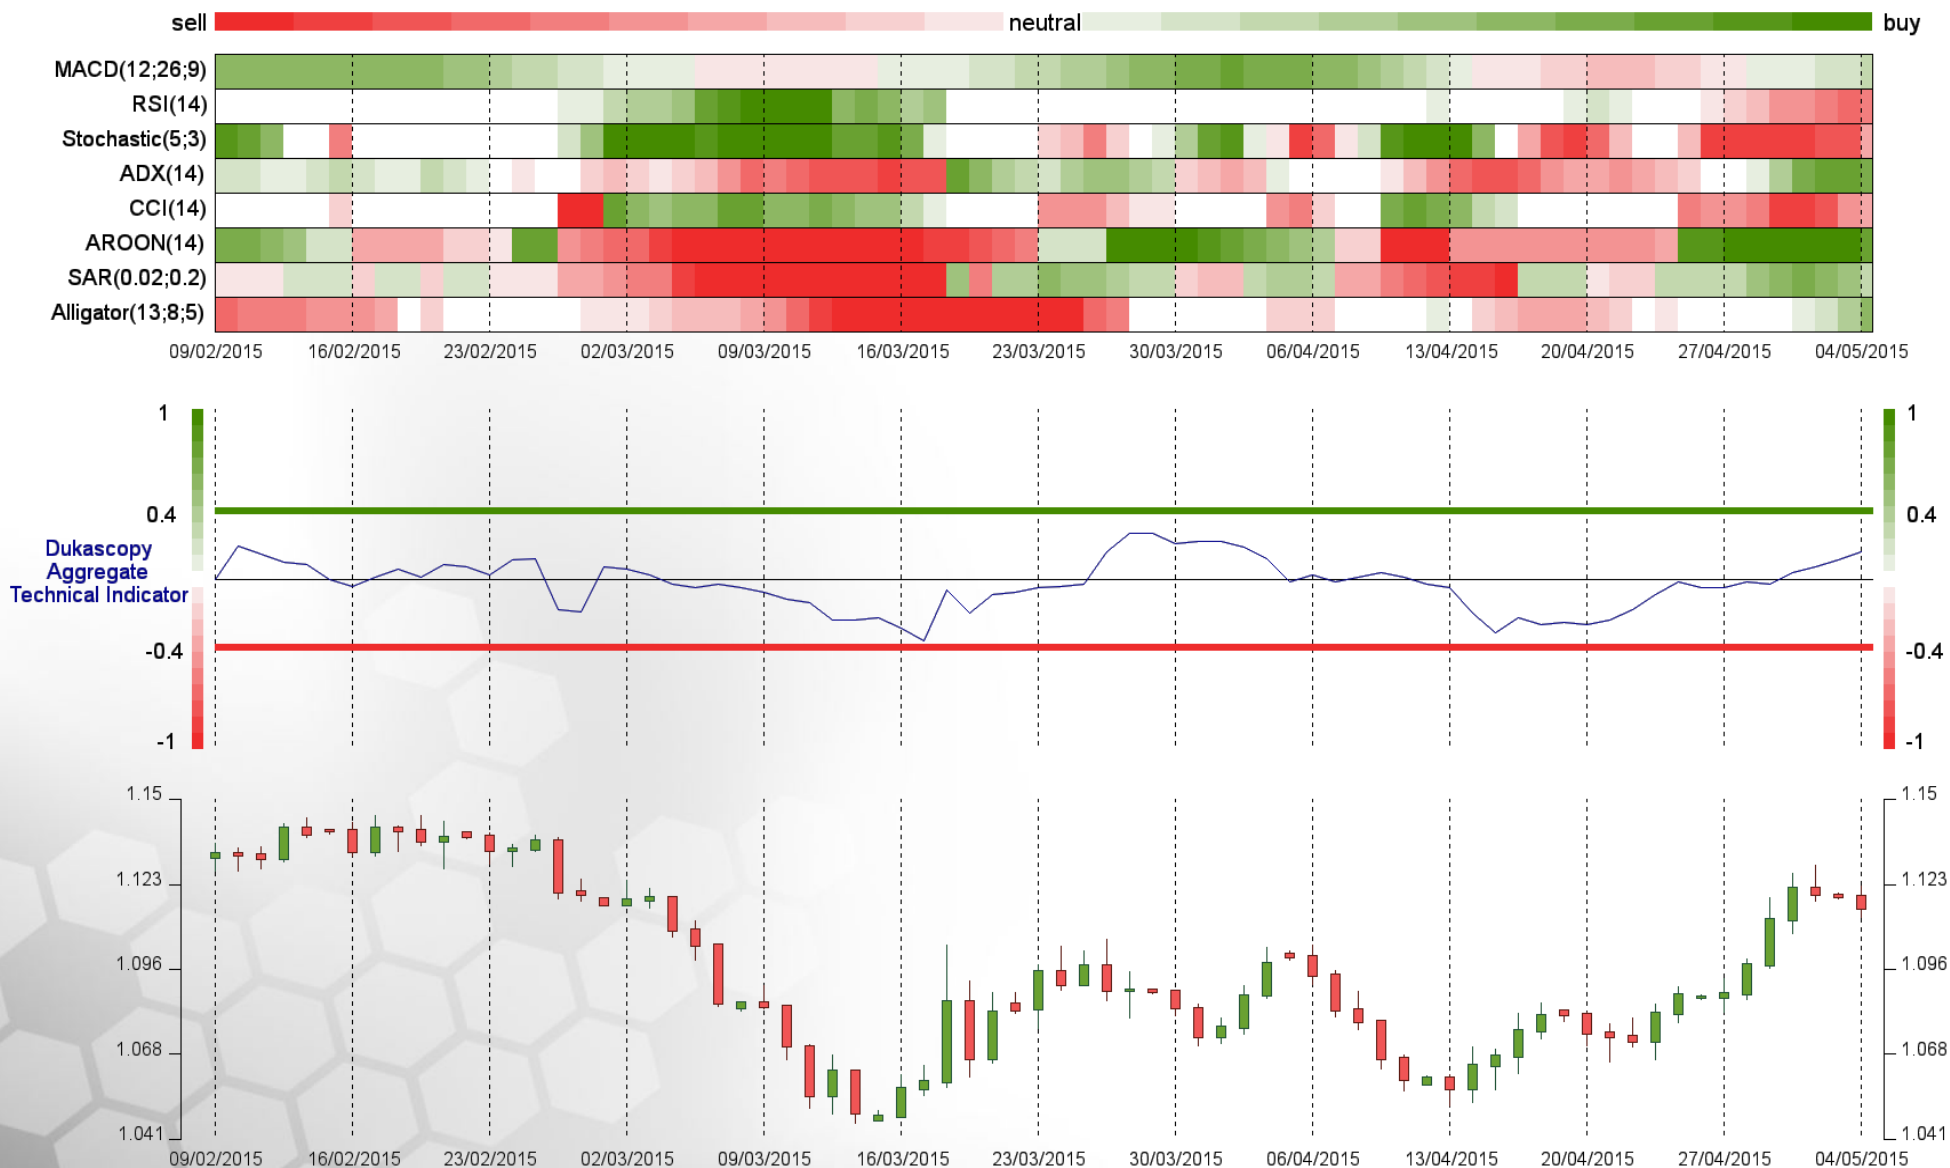 sell neutral buy
MACD(12;26;9)
RSI(14)
Stochastic(5;3)
ADX(14)
CCI(14)
AROON(14)
SAR(0.02;0.2)
Alligator(13;8;5)
09/02/2015 16/02/2015 23/02/2015 02/03/2015 09/03/2015 16/03/2015 23/03/2015 30/03/2015 06/04/2015 13/04/2015 20/04/2015 27/04/2015 04/05/2015
1 1
0.4 0.4
Dukascopy
Aggregate
Technical Indicator
-0.4 -0.4
-1 -1
1.15 1.15
1.123 1.123
1.096 1.096
1.068 1.068
1.041 1.041
09/02/2015 16/02/2015 23/02/2015 02/03/2015 09/03/2015 16/03/2015 23/03/2015 30/03/2015 06/04/2015 13/04/2015 20/04/2015 27/04/2015 04/05/2015